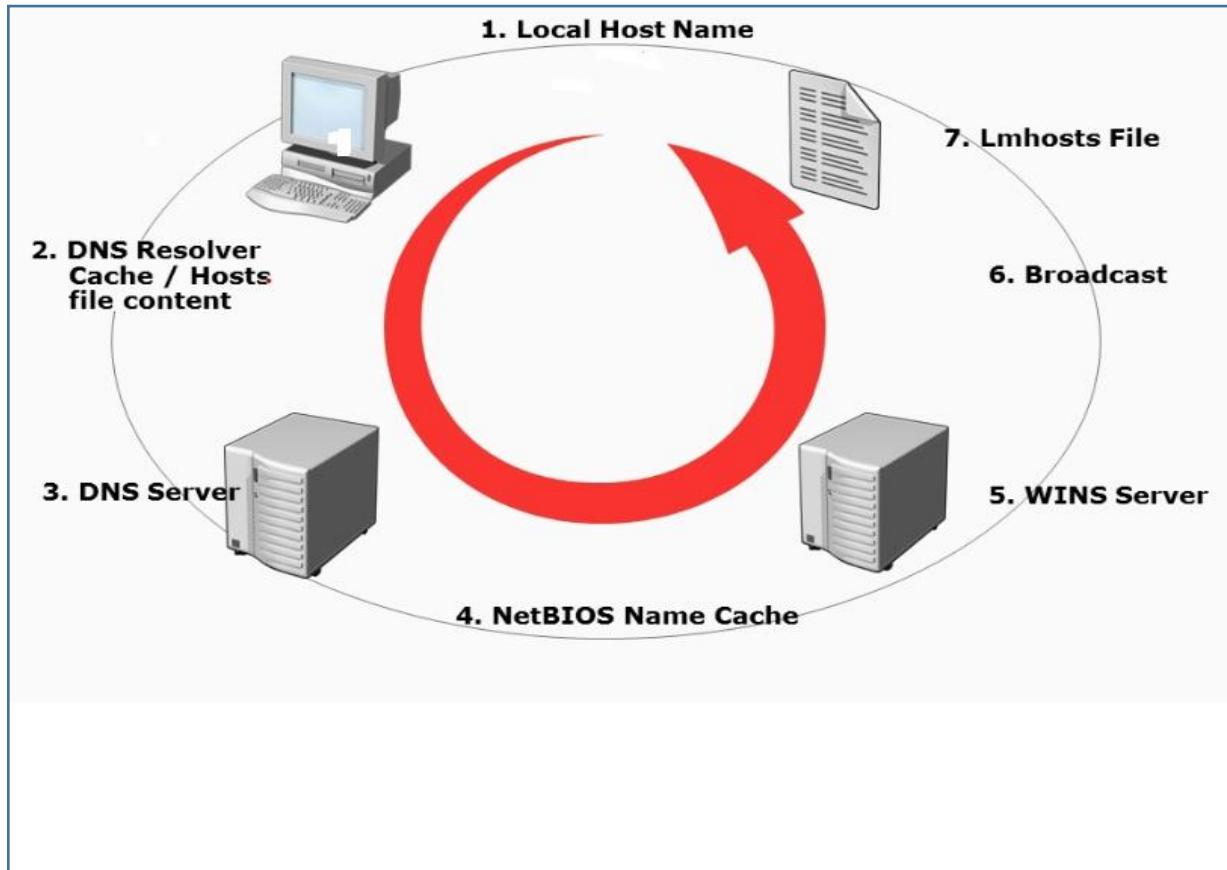 1. Local Host Name
1
7. Lmhosts File
2. DNS Resolver
Cache / Hosts
file content
6. Broadcast
3. DNS Server
5. WINS Server
4. NetBIOS Name Cache